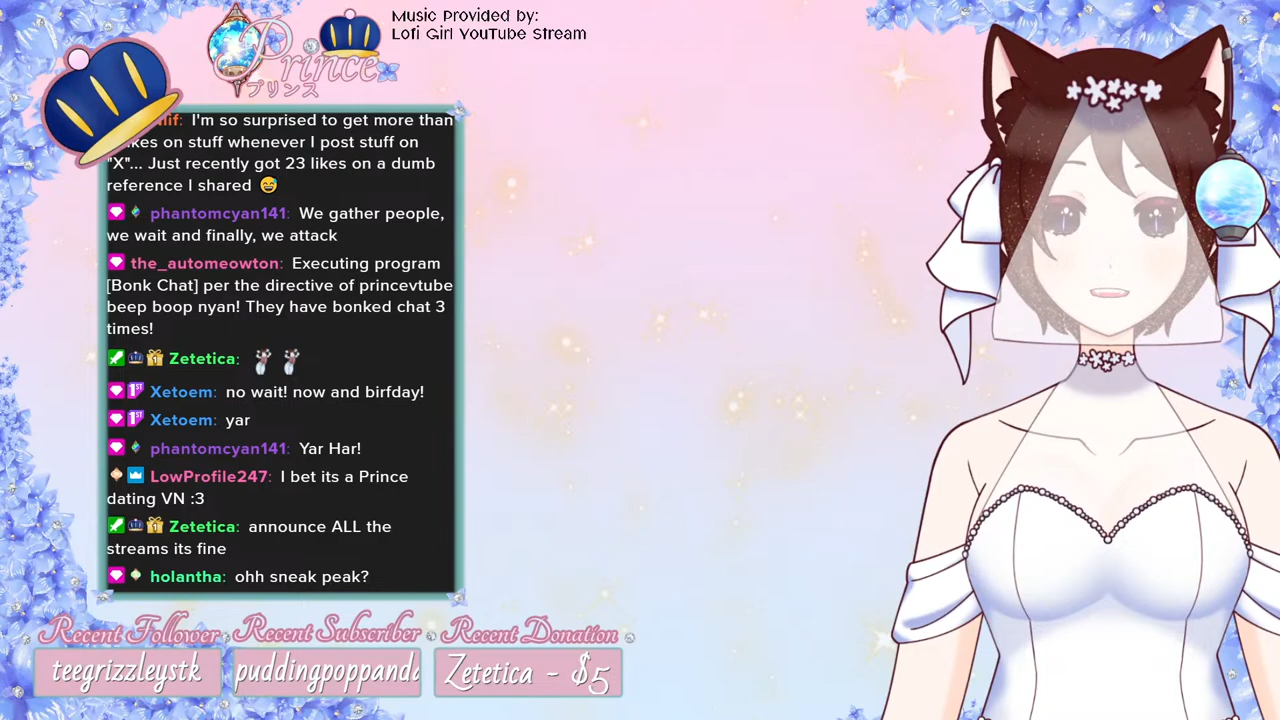 Music Provided by:
Lofi Girl YouTube Stream
Prince
プリンス
I'm so surprised to get more than
on stuff whenever I post stuff on
"X"... Just recently got 23 likes on a dumb
reference I shared 😅
phantomcyan141: We gather people,
we wait and finally, we attack
the_automeowton: Executing program
[Bonk Chat] per the directive of princevtube
beep boop nyan! They have bonked chat 3
times!
Zetetica:
1ST Xetoem: no wait! now and birfday!
1ST Xetoem: yar
phantomcyan141: Yar Har!
LowProfile247: I bet its a Prince
dating VN :3
Zetetica: announce ALL the
streams its fine
holantha: ohh sneak peak?
Recent Follower Recent Subscriber Recent Donation
teegrizzleystk puddingpoppand Zetetica - $5